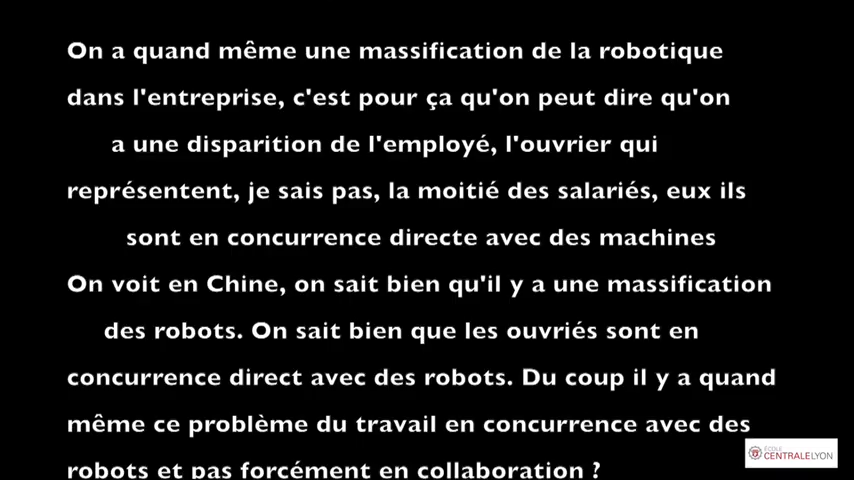 On a quand même une massification de la robotique
dans l'entreprise, c'est pour ça qu'on peut dire qu'on
a une disparition de l'employé, l'ouvrier qui
représentent, je sais pas, la moitié des salariés, eux ils
sont en concurrence directe avec des machines
On voit en Chine, on sait bien qu'il y a une massification
des robots. On sait bien que les ouvriés sont en
concurrence direct avec des robots. Du coup il y a quand
même ce problème du travail en concurrence avec des
robots et pas forcément en collaboration ?
ÉCOLE
CENTRALELYON